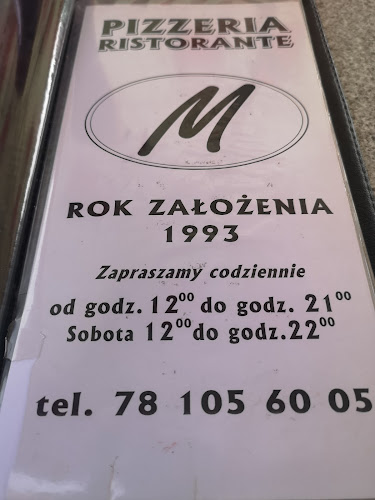 PIZZERIA
RISTORANTE
M
ROK ZAŁOŻENIA
1993
Zapraszamy codziennie
od godz. 12⁰⁰ do godz. 21⁰⁰
Sobota 12⁰⁰ do godz.22⁰⁰
tel. 78 105 60 05